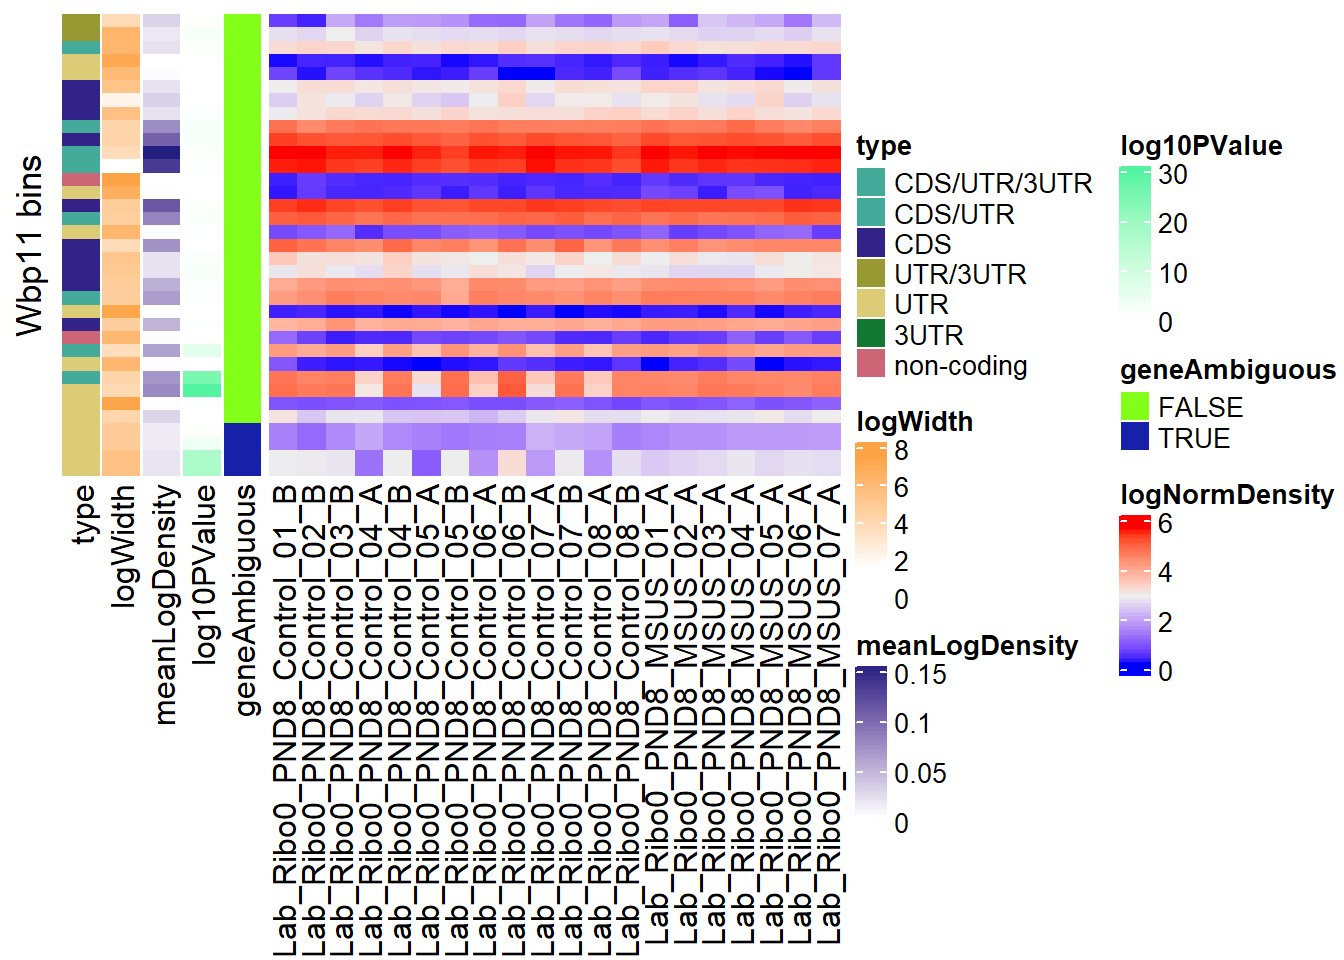 Wbp11 bins
type
logWidth
meanLogDensity
log10PValue
geneAmbiguous
Lab_Ribo0_PND8_Control_01_B
Lab_Ribo0_PND8_Control_02_B
Lab_Ribo0_PND8_Control_03_B
Lab_Ribo0_PND8_Control_04_A
Lab_Ribo0_PND8_Control_04_B
Lab_Ribo0_PND8_Control_05_A
Lab_Ribo0_PND8_Control_05_B
Lab_Ribo0_PND8_Control_06_A
Lab_Ribo0_PND8_Control_06_B
Lab_Ribo0_PND8_Control_07_A
Lab_Ribo0_PND8_Control_07_B
Lab_Ribo0_PND8_Control_08_A
Lab_Ribo0_PND8_Control_08_B
Lab_Ribo0_PND8_MSUS_01_A
Lab_Ribo0_PND8_MSUS_02_A
Lab_Ribo0_PND8_MSUS_03_A
Lab_Ribo0_PND8_MSUS_04_A
Lab_Ribo0_PND8_MSUS_05_A
Lab_Ribo0_PND8_MSUS_06_A
Lab_Ribo0_PND8_MSUS_07_A
type
CDS/UTR/3UTR
CDS/UTR
CDS
UTR/3UTR
UTR
3UTR
non-coding
logWidth
8
6
4
2
0
meanLogDensity
0.15
0.1
0.05
0
log10PValue
30
20
10
0
geneAmbiguous
FALSE
TRUE
logNormDensity
6
4
2
0